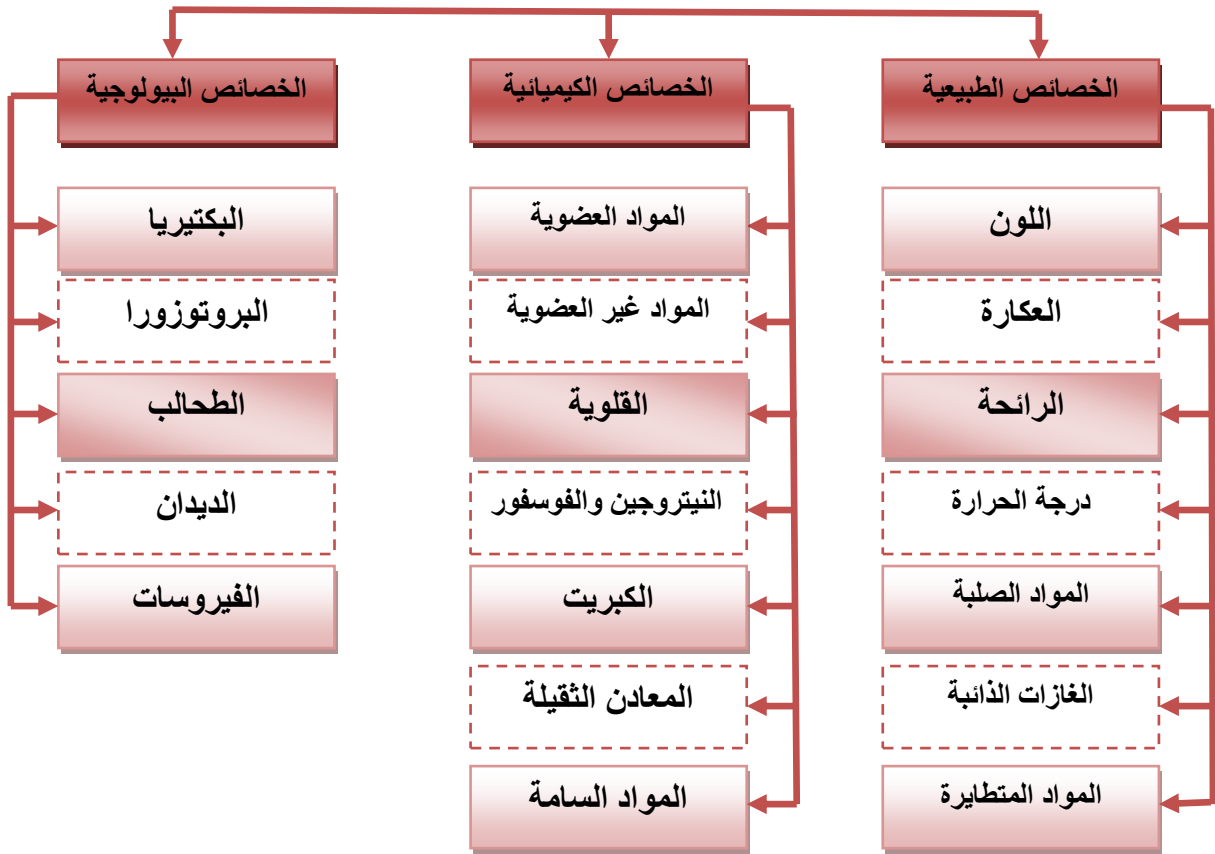 الخصائص الطبيعية
اللون
العكارة
الرائحة
درجة الحرارة
المواد الصلبة
الغازات الذائبة
المواد المتطايرة
الخصائص الكيميائية
المواد العضوية
المواد غير العضوية
القلوية
النيتروجين والفوسفور
الكبريت
المعادن الثقيلة
المواد السامة
الخصائص البيولوجية
البكتيريا
البروتوزورا
الطحالب
الديدان
الفيروسات